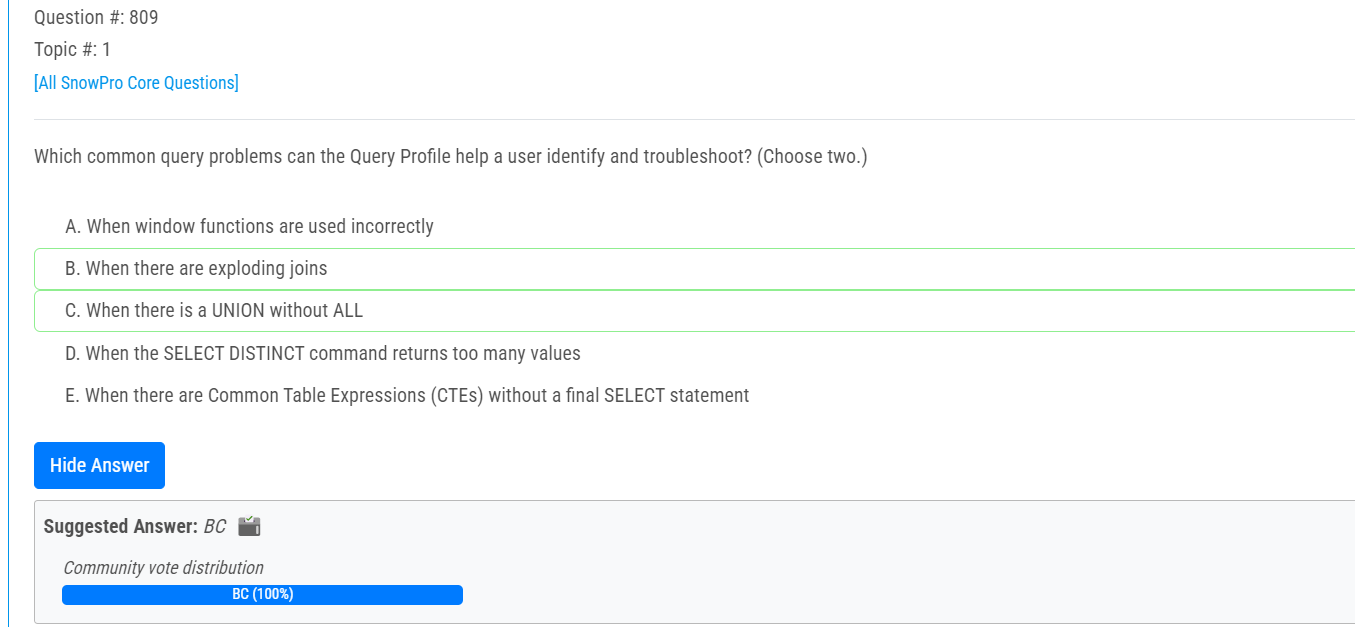 Question #: 809
Topic #: 1
[All SnowPro Core Questions]
Which common query problems can the Query Profile help a user identify and troubleshoot? (Choose two.)
A. When window functions are used incorrectly
B. When there are exploding joins
C. When there is a UNION without ALL
D. When the SELECT DISTINCT command returns too many values
E. When there are Common Table Expressions (CTEs) without a final SELECT statement
Hide Answer
Suggested Answer: BC
Community vote distribution
BC (100%)